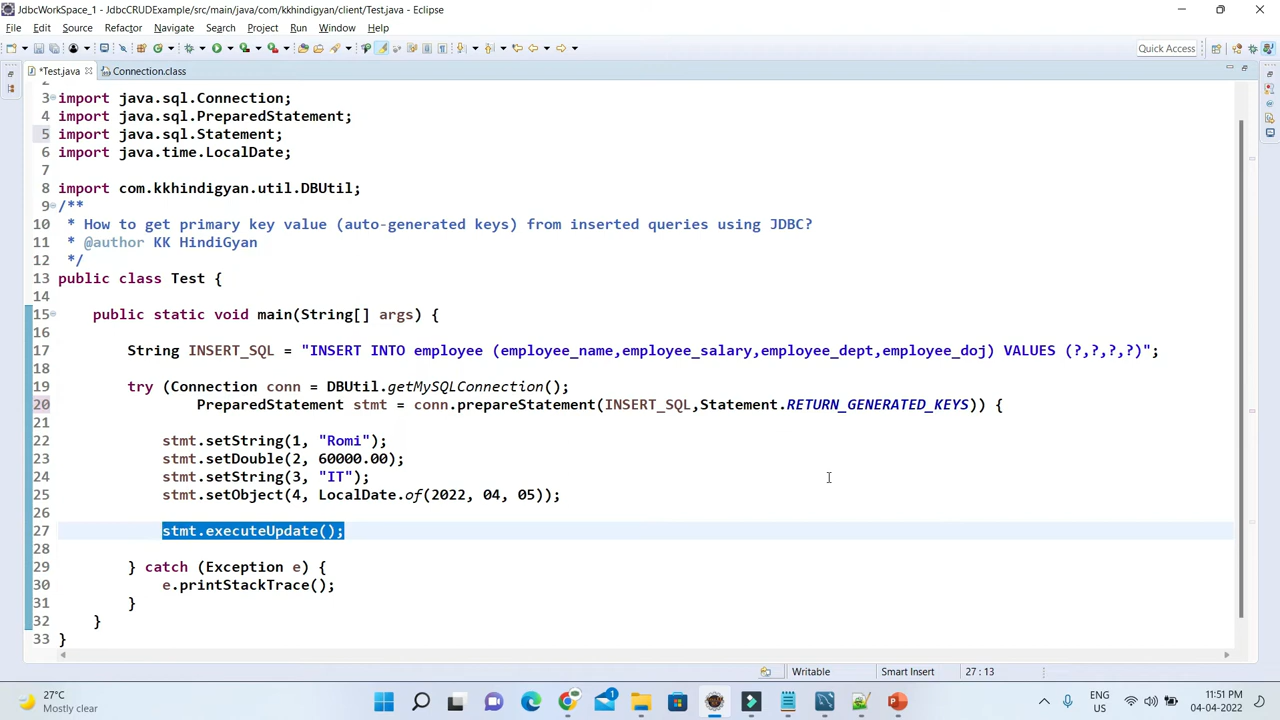 JdbcWorkSpace_1 - JdbcCRUDExample/src/main/java/com/kkhindigyan/client/Test.java - Eclipse
File Edit Source Refactor Navigate Search Project Run Window Help
Quick Access
*Test.java Connection.class
2
3 import java.sql.Connection;
4 import java.sql.PreparedStatement;
5 import java.sql.Statement;
6 import java.time.LocalDate;
7
8 import com.kkhindigyan.util.DBUtil;
9 /**
10 * How to get primary key value (auto-generated keys) from inserted queries using JDBC?
11 * @author KK HindiGyan
12 */
13 public class Test {
14
15 public static void main(String[] args) {
16
17 String INSERT_SQL = "INSERT INTO employee (employee_name,employee_salary,employee_dept,employee_doj) VALUES (?,?,?,?)";
18
19 try (Connection conn = DBUtil.getMySQLConnection();
20 PreparedStatement stmt = conn.prepareStatement(INSERT_SQL,Statement.RETURN_GENERATED_KEYS)) {
21
22 stmt.setString(1, "Romi");
23 stmt.setDouble(2, 60000.00);
24 stmt.setString(3, "IT");
25 stmt.setObject(4, LocalDate.of(2022, 04, 05));
26
27 stmt.executeUpdate();
28
29 } catch (Exception e) {
30 e.printStackTrace();
31 }
32 }
33 }
Writable Smart Insert 27 : 13
27°C
Mostly clear
1
ENG
US
11:51 PM
04-04-2022